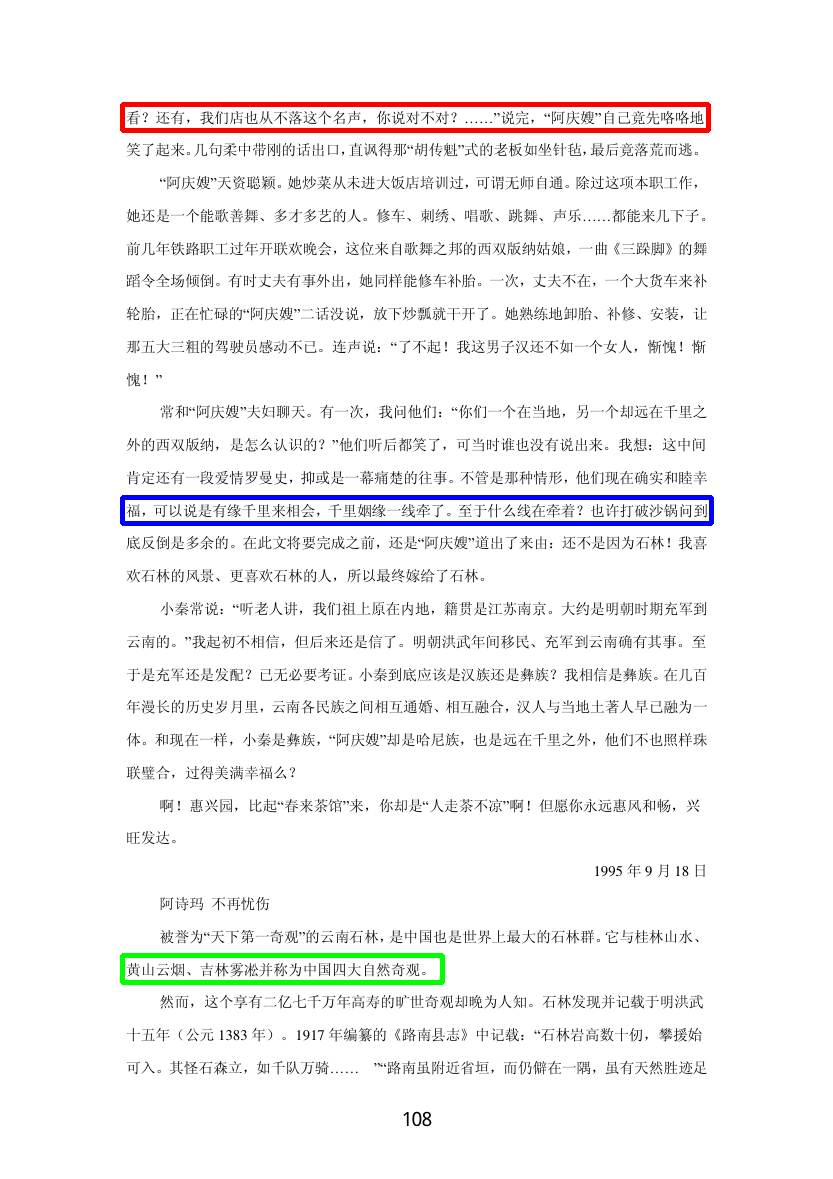 看？还有，我们店也从不落这个名声，你说对不对？……”说完，“阿庆嫂”自己竟先咯咯地
笑了起来。几句柔中带刚的话出口，直讽得那“胡传魁”式的老板如坐针毡，最后竟落荒而逃。
“阿庆嫂”天资聪颖。她炒菜从未进大饭店培训过，可谓无师自通。除过这项本职工作，
她还是一个能歌善舞、多才多艺的人。修车、刺绣、唱歌、跳舞、声乐……都能来几下子。
前几年铁路职工过年开联欢晚会，这位来自歌舞之邦的西双版纳姑娘，一曲《三跺脚》的舞
蹈令全场倾倒。有时丈夫有事外出，她同样能修车补胎。一次，丈夫不在，一个大货车来补
轮胎，正在忙碌的“阿庆嫂”二话没说，放下炒瓢就干开了。她熟练地卸胎、补修、安装，让
那五大三粗的驾驶员感动不已。连声说：“了不起！我这男子汉还不如一个女人，惭愧！惭
愧！”
常和“阿庆嫂”夫妇聊天。有一次，我问他们：“你们一个在当地，另一个却远在千里之
外的西双版纳，是怎么认识的？”他们听后都笑了，可当时谁也没有说出来。我想：这中间
肯定还有一段爱情罗曼史，抑或是一幕痛楚的往事。不管是那种情形，他们现在确实和睦幸
福，可以说是有缘千里来相会，千里姻缘一线牵了。至于什么线在牵着？也许打破沙锅问到
底反倒是多余的。在此文将要完成之前，还是“阿庆嫂”道出了来由：还不是因为石林！我喜
欢石林的风景、更喜欢石林的人，所以最终嫁给了石林。
小秦常说：“听老人讲，我们祖上原在内地，籍贯是江苏南京。大约是明朝时期充军到
云南的。”我起初不相信，但后来还是信了。明朝洪武年间移民、充军到云南确有其事。至
于是充军还是发配？已无必要考证。小秦到底应该是汉族还是彝族？我相信是彝族。在几百
年漫长的历史岁月里，云南各民族之间相互通婚、相互融合，汉人与当地土著人早已融为一
体。和现在一样，小秦是彝族，“阿庆嫂”却是哈尼族，也是远在千里之外，他们不也照样珠
联璧合，过得美满幸福么？
啊！惠兴园，比起“春来茶馆”来，你却是“人走茶不凉”啊！但愿你永远惠风和畅，兴
旺发达。
1995 年 9 月 18 日
阿诗玛 不再忧伤
被誉为“天下第一奇观”的云南石林，是中国也是世界上最大的石林群。它与桂林山水、
黄山云烟、吉林雾凇并称为中国四大自然奇观。
然而，这个享有二亿七千万年高寿的旷世奇观却晚为人知。石林发现并记载于明洪武
十五年（公元 1383 年）。1917 年编纂的《路南县志》中记载：“石林岩高数十仞，攀援始
可入。其怪石森立，如千队万骑…… ”“路南虽附近省垣，而仍僻在一隅，虽有天然胜迹足
108